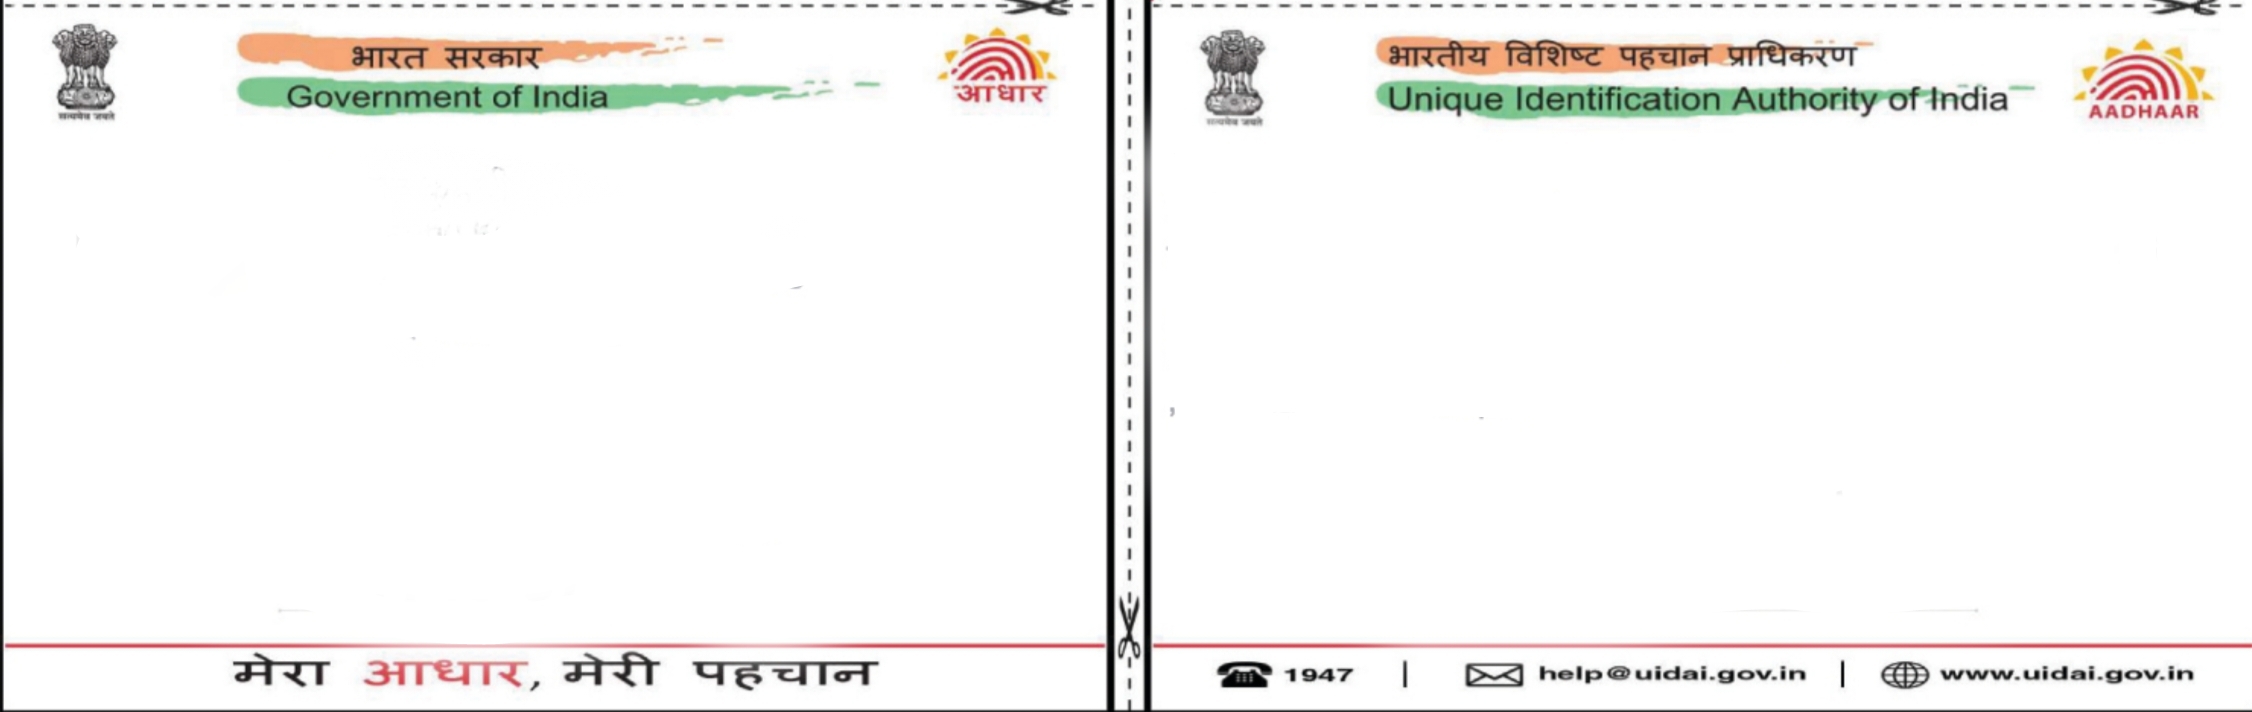 भारत सरकार
Government of India
सत्यमेव जयते
आधार
मेरा आधार, मेरी पहचान
भारतीय विशिष्ट पहचान प्राधिकरण
Unique Identification Authority of India
सत्यमेव जयते
AADHAAR
1947 | help@uidai.gov.in | www.uidai.gov.in